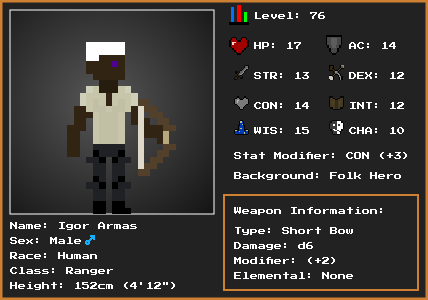 Level: 76
HP: 17 AC: 14
STR: 13 DEX: 12
CON: 14 INT: 12
WIS: 15 CHA: 10
Stat Modifier: CON (+3)
Background: Folk Hero
Weapon Information:
Type: Short Bow
Damage: d6
Modifier: (+2)
Elemental: None
Name: Igor Armas
Sex: Male ♂
Race: Human
Class: Ranger
Height: 152cm (4'12")